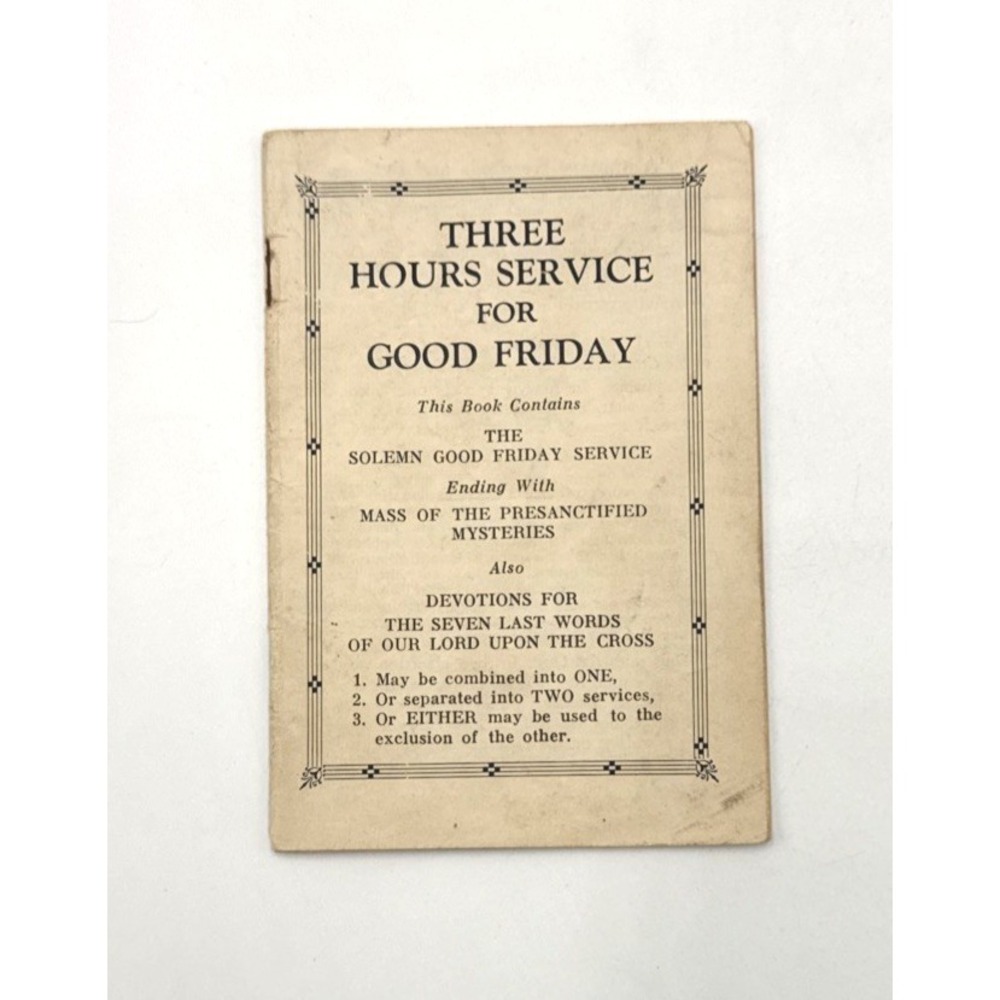 THREE
HOURS SERVICE
FOR
GOOD FRIDAY
This Book Contains
THE
SOLEMN GOOD FRIDAY SERVICE
Ending With
MASS OF THE PRESANCTIFIED
MYSTERIES
Also
DEVOTIONS FOR
THE SEVEN LAST WORDS
OF OUR LORD UPON THE CROSS
1. May be combined into ONE,
2. Or separated into TWO services,
3. Or EITHER may be used to the
exclusion of the other.